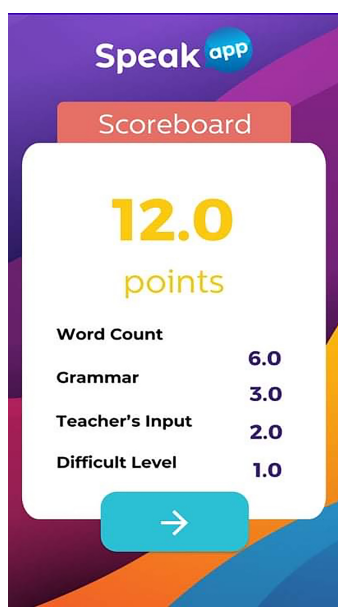 Speak app
Scoreboard
12.0
points
Word Count
6.0
Grammar
3.0
Teacher's Input
2.0
Difficult Level
1.0